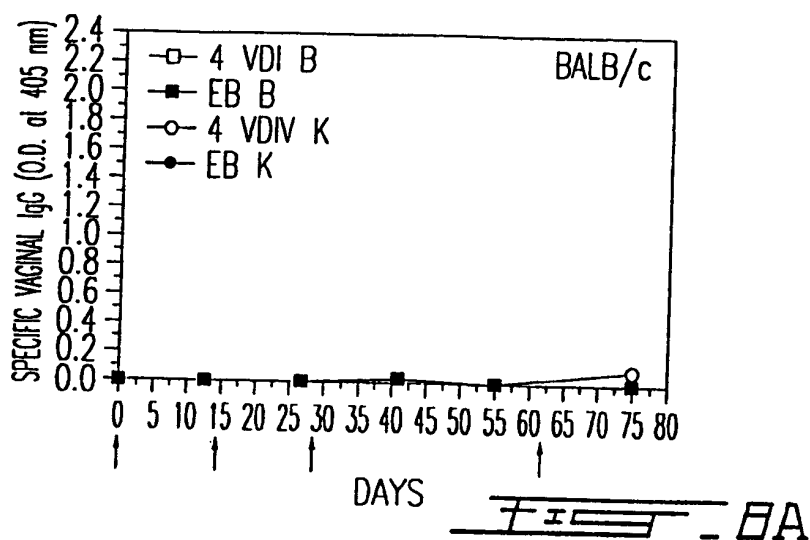 SPECIFIC VAGINAL IgG (O.D. at 405 nm)
2.4
2.2
2.0
1.8
1.6
1.4
1.2
1.0
0.8
0.6
0.4
0.2
0.0
4 VDI B
EB B
4 VDIV K
EB K
BALB/c
0 5 10 15 20 25 30 35 40 45 50 55 60 65 70 75 80
DAYS
Fig - 8A